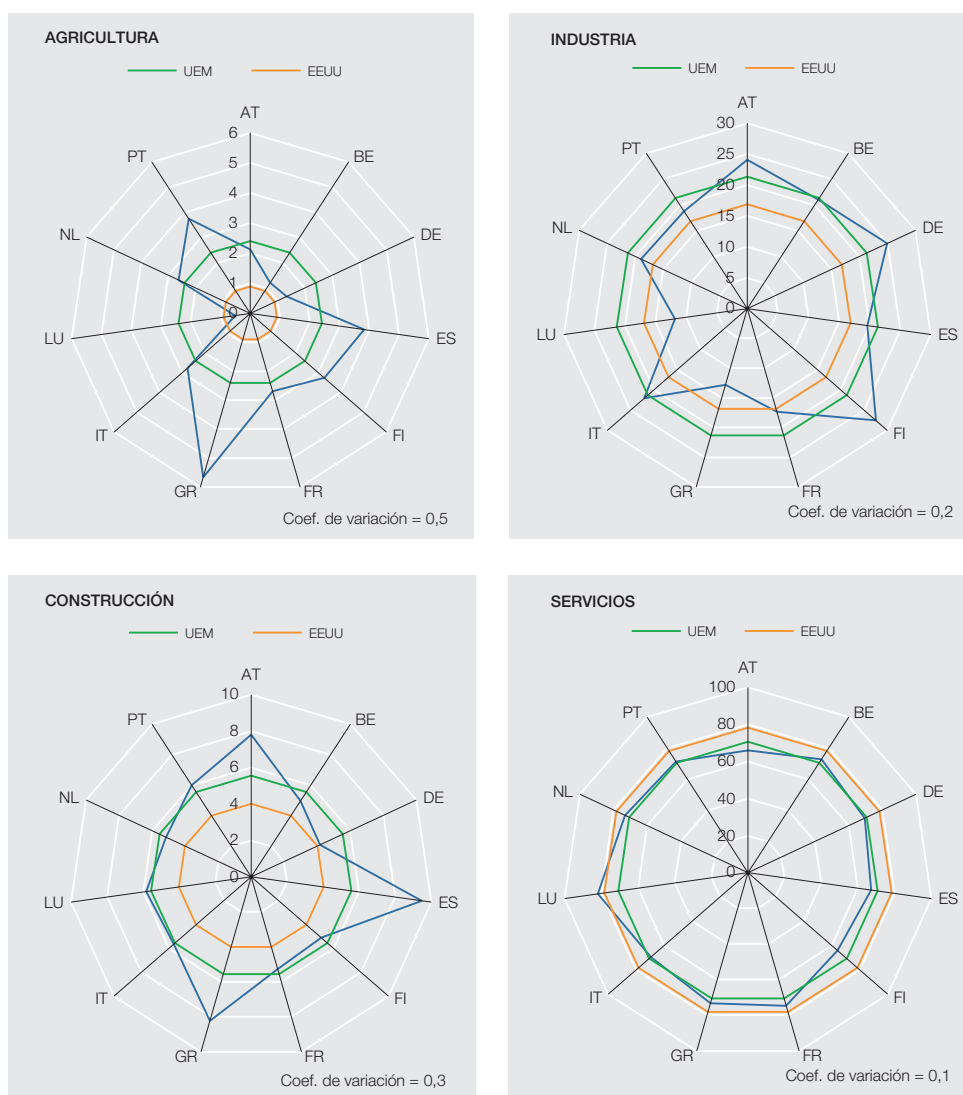 AGRICULTURA
UEM
EEUU
AT
BE
DE
ES
FI
FR
GR
IT
LU
NL
PT
6
5
4
3
2
1
0
Coef. de variación = 0,5
INDUSTRIA
UEM
EEUU
AT
BE
DE
ES
FI
FR
GR
IT
LU
NL
PT
30
25
20
15
10
5
0
Coef. de variación = 0,2
CONSTRUCCIÓN
UEM
EEUU
AT
BE
DE
ES
FI
FR
GR
IT
LU
NL
PT
10
8
6
4
2
0
Coef. de variación = 0,3
SERVICIOS
UEM
EEUU
AT
BE
DE
ES
FI
FR
GR
IT
LU
NL
PT
100
80
60
40
20
0
Coef. de variación = 0,1